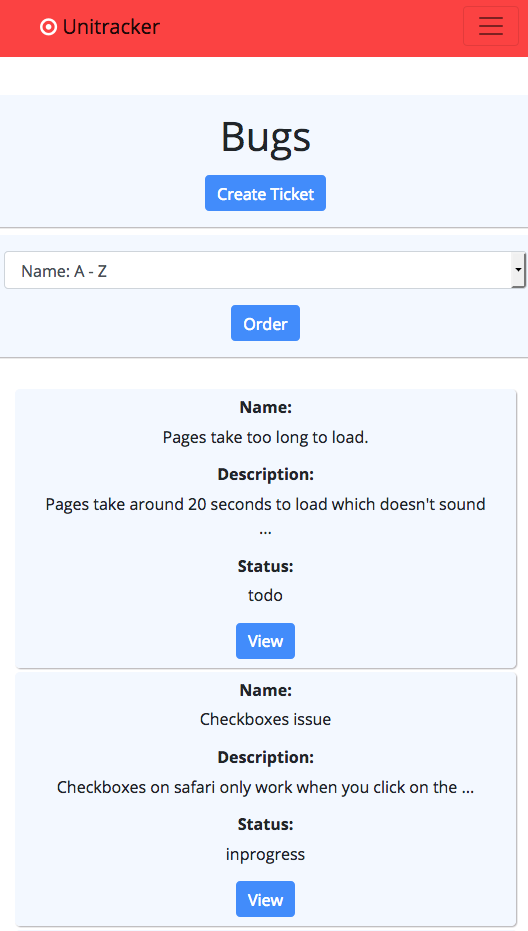 Unitracker
Bugs
Create Ticket
Name: A - Z
Order
Name:
Pages take too long to load.
Description:
Pages take around 20 seconds to load which doesn't sound
...
Status:
todo
View
Name:
Checkboxes issue
Description:
Checkboxes on safari only work when you click on the ...
Status:
inprogress
View